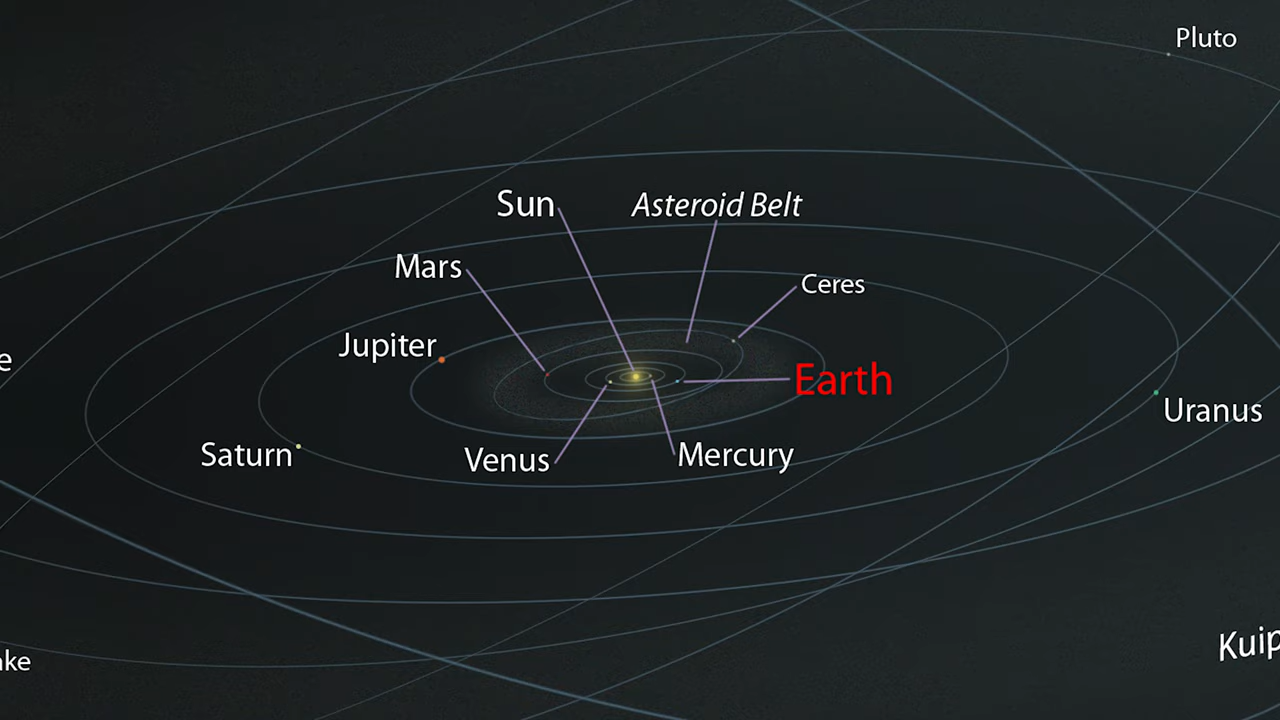 Pluto
Sun
Asteroid Belt
Mars
Ceres
Jupiter
e
Earth
Uranus
Saturn
Venus
Mercury
Kuip
ake